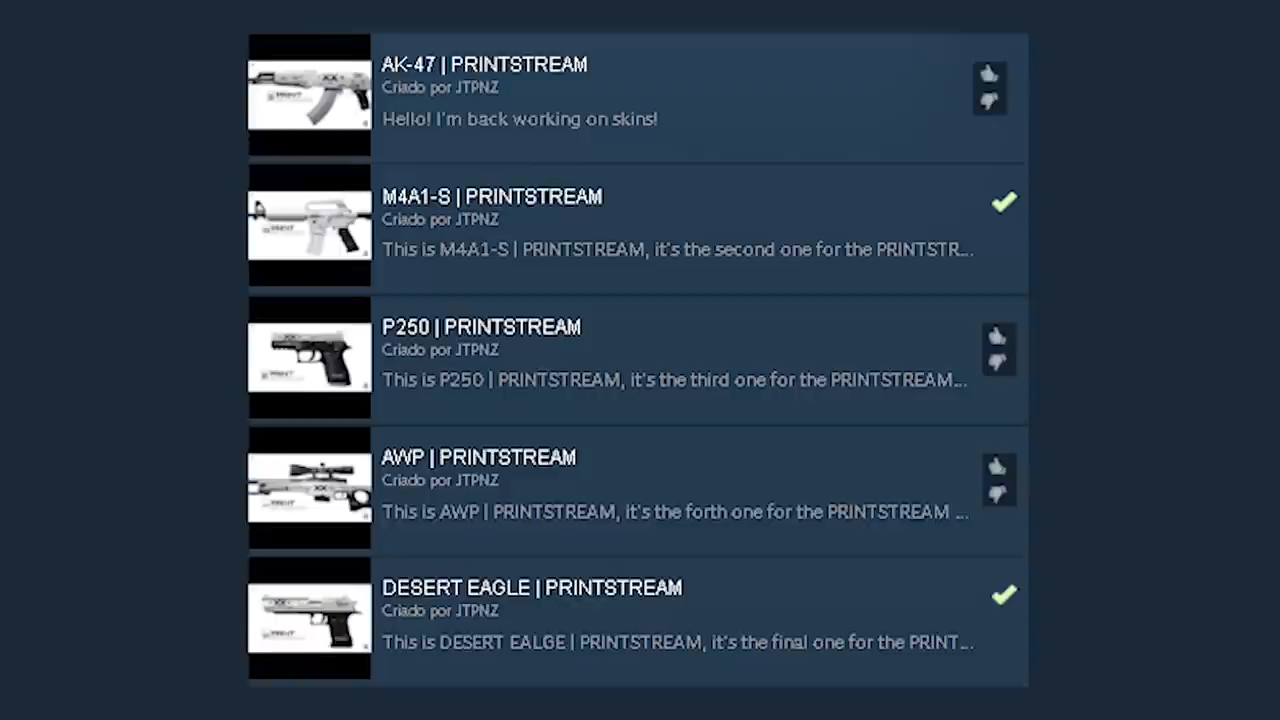 AK-47 | PRINTSTREAM
Criado por JTPNZ
Hello! I'm back working on skins!
M4A1-S | PRINTSTREAM
Criado por JTPNZ
This is M4A1-S | PRINTSTREAM, it's the second one for the PRINTSTR...
P250 | PRINTSTREAM
Criado por JTPNZ
This is P250 | PRINTSTREAM, it's the third one for the PRINTSTREAM...
AWP | PRINTSTREAM
Criado por JTPNZ
This is AWP | PRINTSTREAM, it's the forth one for the PRINTSTREAM ...
DESERT EAGLE | PRINTSTREAM
Criado por JTPNZ
This is DESERT EALGE | PRINTSTREAM, it's the final one for the PRINT...